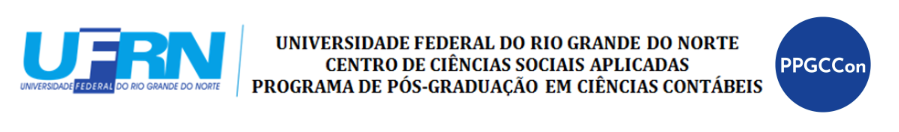 UFRN
UNIVERSIDADE FEDERAL DO RIO GRANDE DO NORTE
UNIVERSIDADE FEDERAL DO RIO GRANDE DO NORTE
CENTRO DE CIÊNCIAS SOCIAIS APLICADAS
PROGRAMA DE PÓS-GRADUAÇÃO EM CIÊNCIAS CONTÁBEIS
PPGCCon